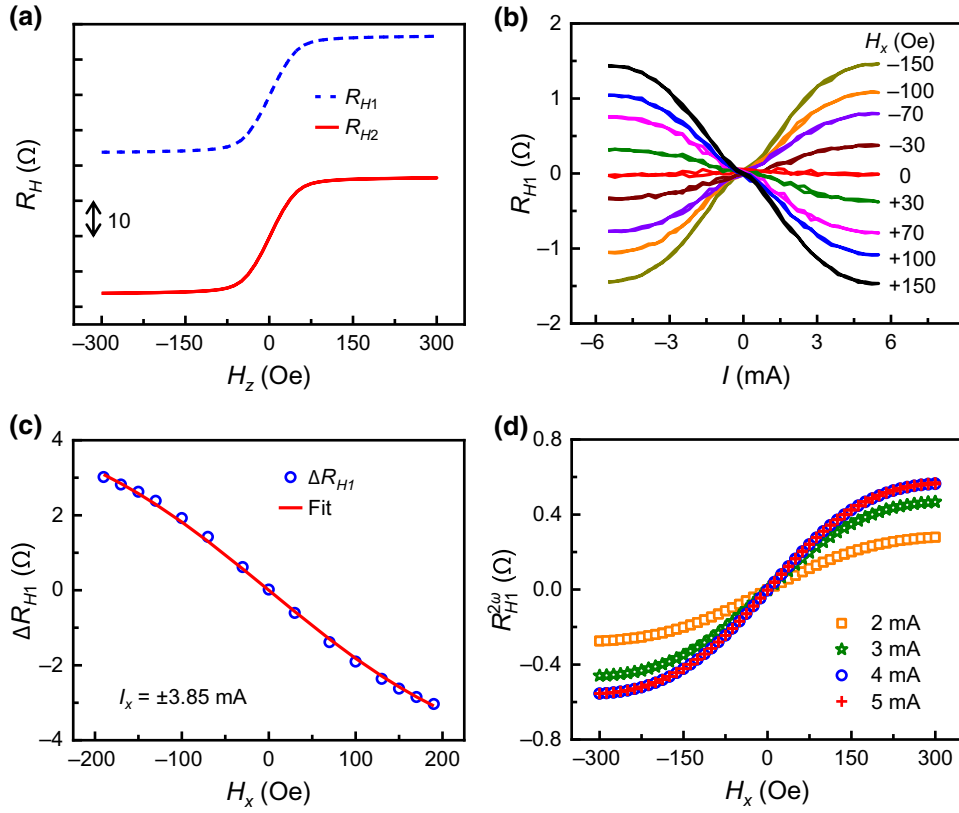 (a)
R_H (Ω)
R_H1
R_H2
10
–300 –150 0 150 300
H_z (Oe)
(b)
R_H1 (Ω)
2
1
0
–1
–2
H_x (Oe)
–150
–100
–70
–30
0
+30
+70
+100
+150
–6 –3 0 3 6
I (mA)
(c)
ΔR_H1 (Ω)
4
2
0
–2
–4
ΔR_H1
Fit
I_x = ±3.85 mA
–200 –100 0 100 200
H_x (Oe)
(d)
R_H1^2ω (Ω)
0.8
0.4
0.0
–0.4
–0.8
2 mA
3 mA
4 mA
5 mA
–300 –150 0 150 300
H_x (Oe)